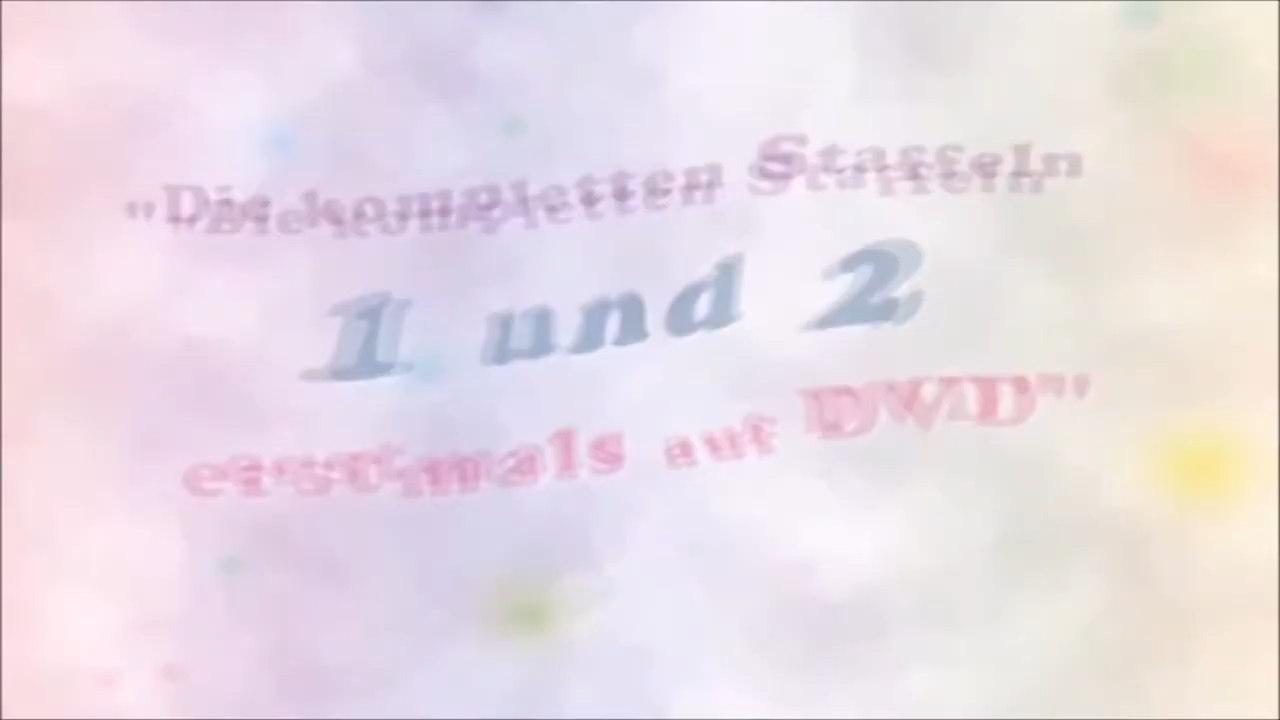 "Die kompletten Staffeln
1 und 2
erstmals auf DVD"